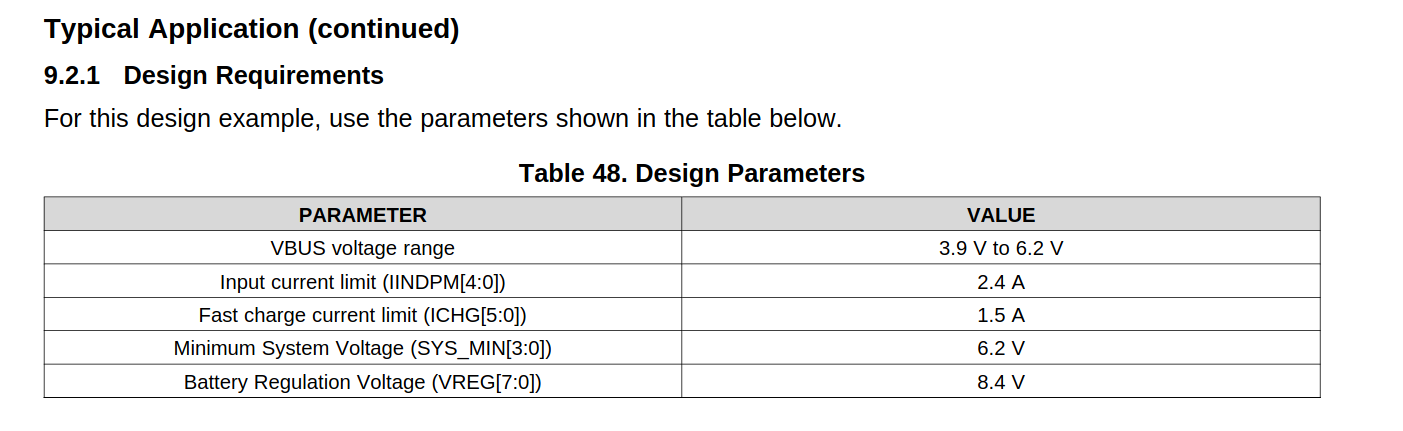 Typical Application (continued)
9.2.1 Design Requirements
For this design example, use the parameters shown in the table below.
Table 48. Design Parameters
PARAMETER VALUE
VBUS voltage range 3.9 V to 6.2 V
Input current limit (IINDPM[4:0]) 2.4 A
Fast charge current limit (ICHG[5:0]) 1.5 A
Minimum System Voltage (SYS_MIN[3:0]) 6.2 V
Battery Regulation Voltage (VREG[7:0]) 8.4 V